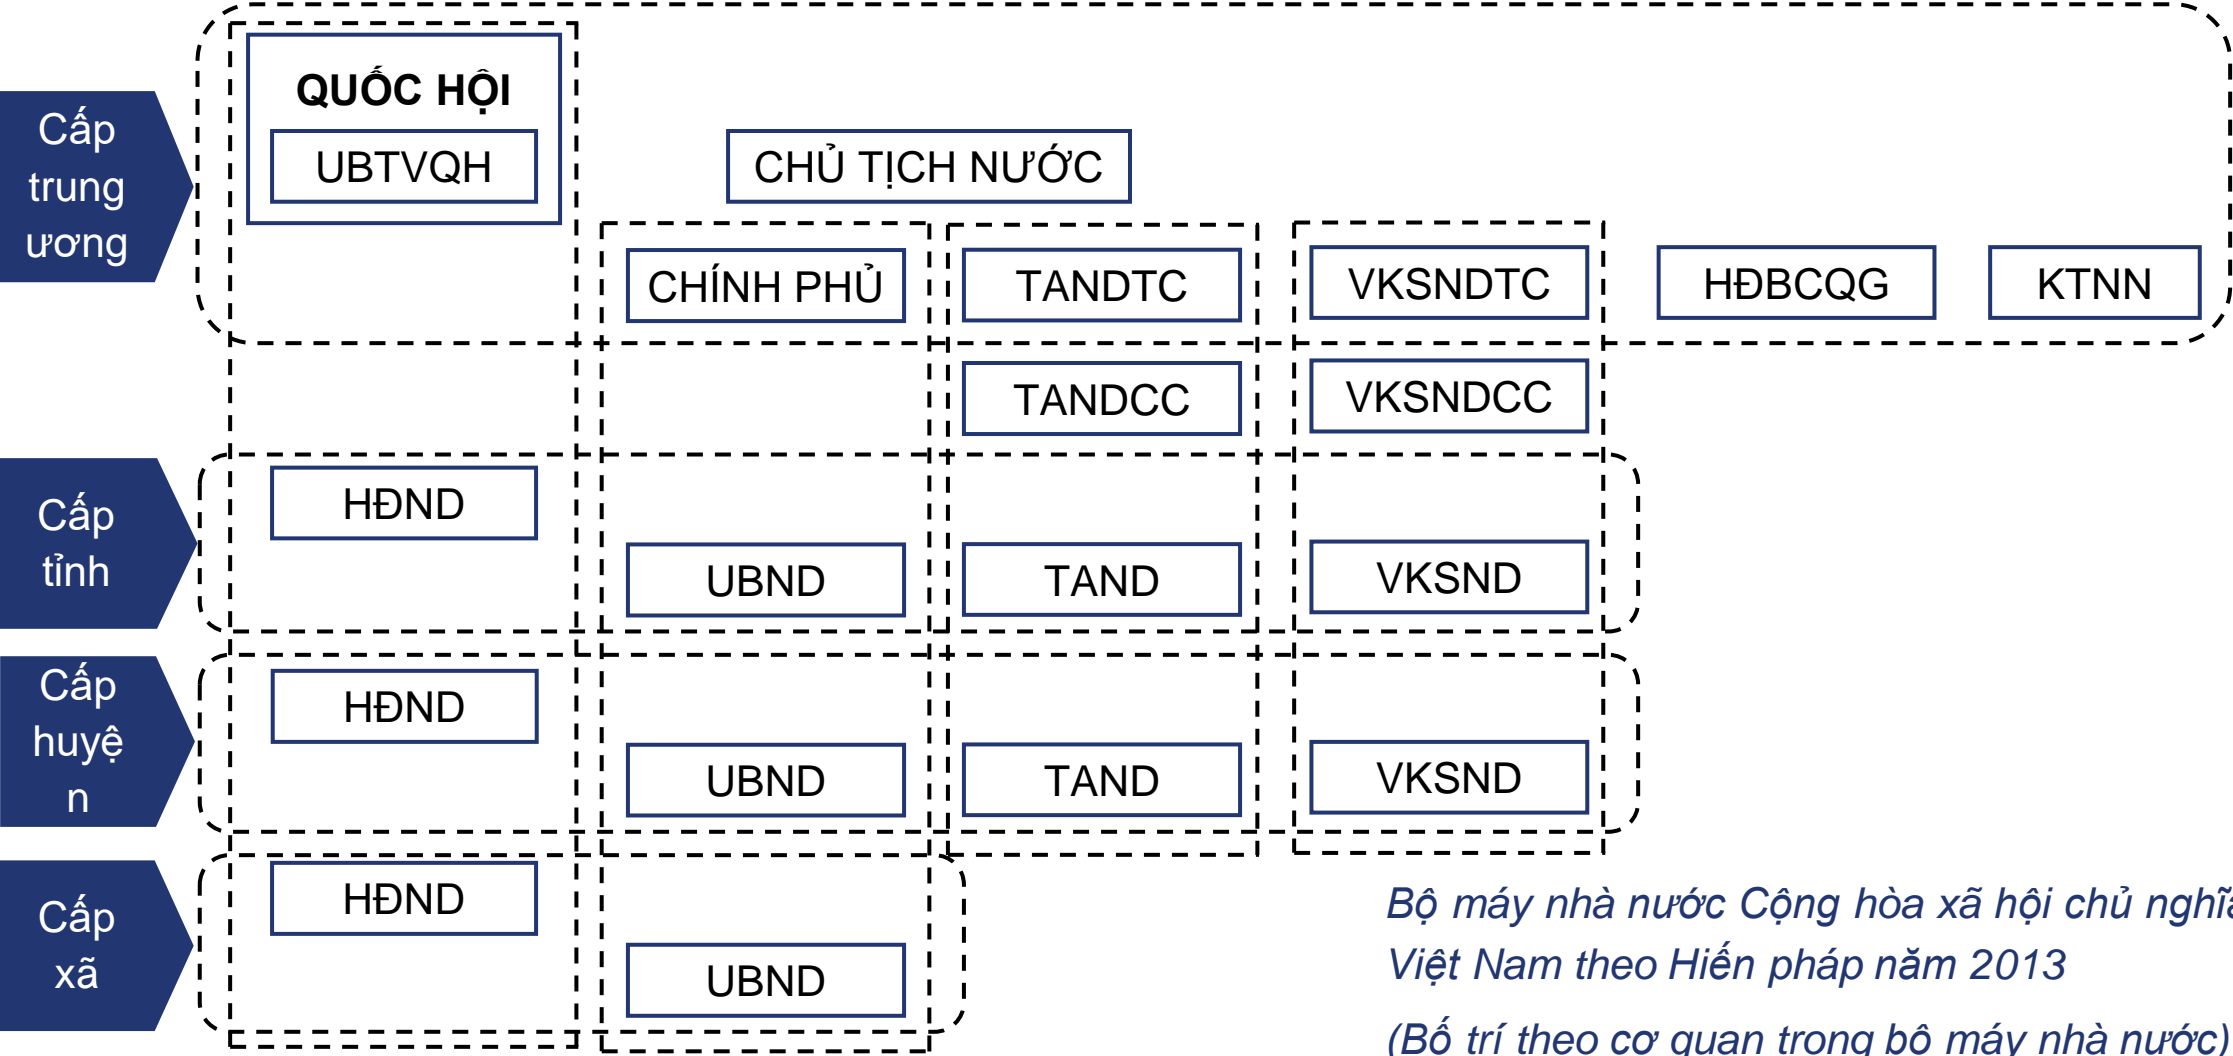 QUỐC HỘI
Cấp
trung
ương
UBTVQH
CHỦ TỊCH NƯỚC
CHÍNH PHỦ
TANDTC
VKSNDTC
HĐBCQG
KTNN
TANDCC
VKSNDCC
Cấp
tỉnh
HĐND
UBND
TAND
VKSND
Cấp
huyệ
n
HĐND
UBND
TAND
VKSND
Cấp
xã
HĐND
UBND
Bộ máy nhà nước Cộng hòa xã hội chủ nghĩa
Việt Nam theo Hiến pháp năm 2013
(Bố trí theo cơ quan trong bộ máy nhà nước)